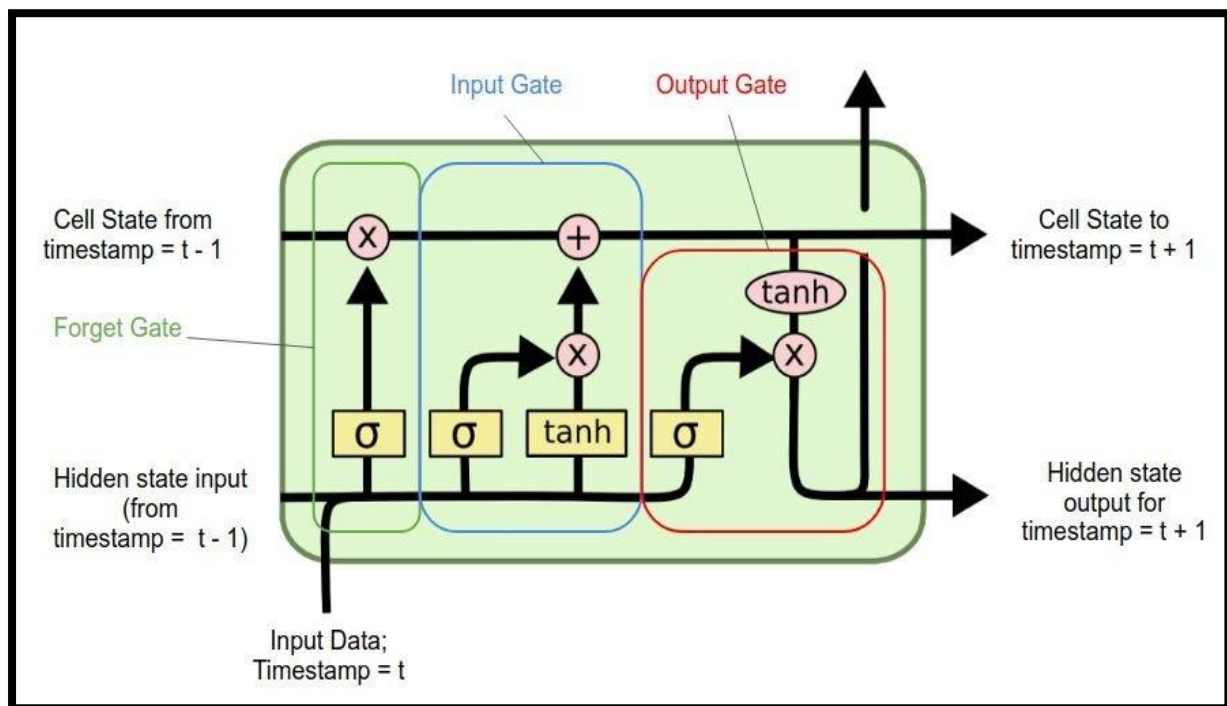 Input Gate
Output Gate
Cell State from
timestamp = t - 1
x
+
Cell State to
timestamp = t + 1
tanh
Forget Gate
x
x
σ
σ
tanh
σ
Hidden state input
(from
timestamp =  t - 1)
Hidden state
output for
timestamp = t + 1
Input Data;
Timestamp = t